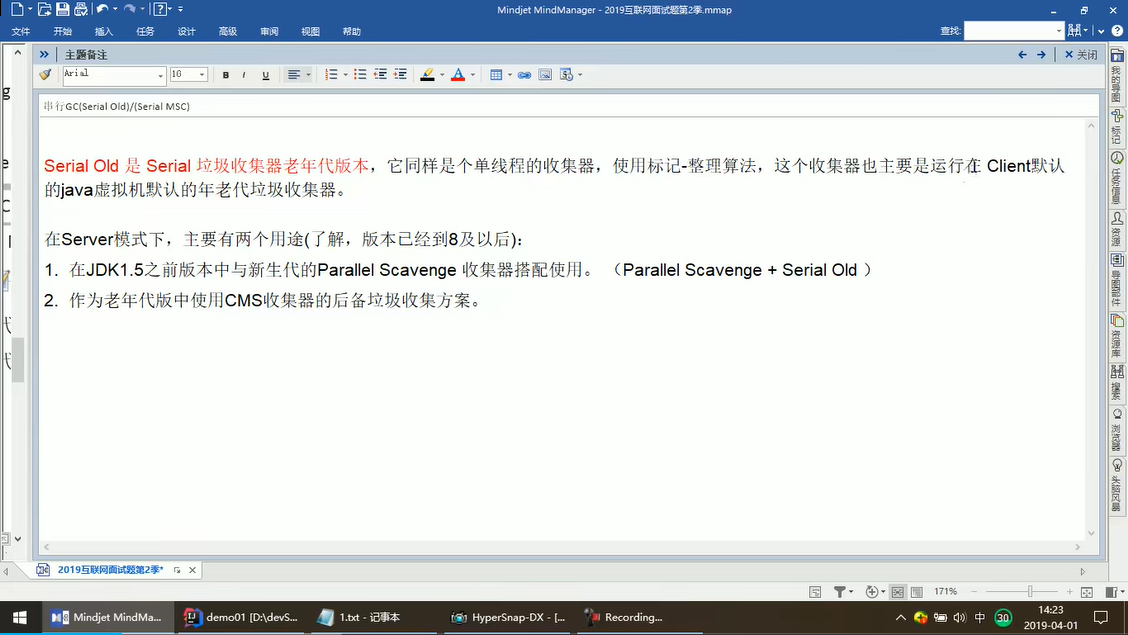 Mindjet MindManager - 2019互联网面试题第2季.mmap
文件 开始 插入 任务 设计 高级 审阅 视图 帮助 查找:
主题备注 关闭
Arial 10 B I U
串行GC(Serial Old)/(Serial MSC)
Serial Old 是 Serial 垃圾收集器老年代版本，它同样是个单线程的收集器，使用标记-整理算法，这个收集器也主要是运行在 Client默认
的java虚拟机默认的年老代垃圾收集器。
在Server模式下，主要有两个用途(了解，版本已经到8及以后)：
1. 在JDK1.5之前版本中与新生代的Parallel Scavenge 收集器搭配使用。 （Parallel Scavenge + Serial Old ）
2. 作为老年代版中使用CMS收集器的后备垃圾收集方案。
我的导图
标记
任务信息
资源
导图部件
资源库
搜索
浏览器
头脑风暴
2019互联网面试题第2季*
171%
Mindjet MindMa... demo01 [D:\devS... 1.txt - 记事本 HyperSnap-DX - [... Recording... 中 30 14:23
2019-04-01